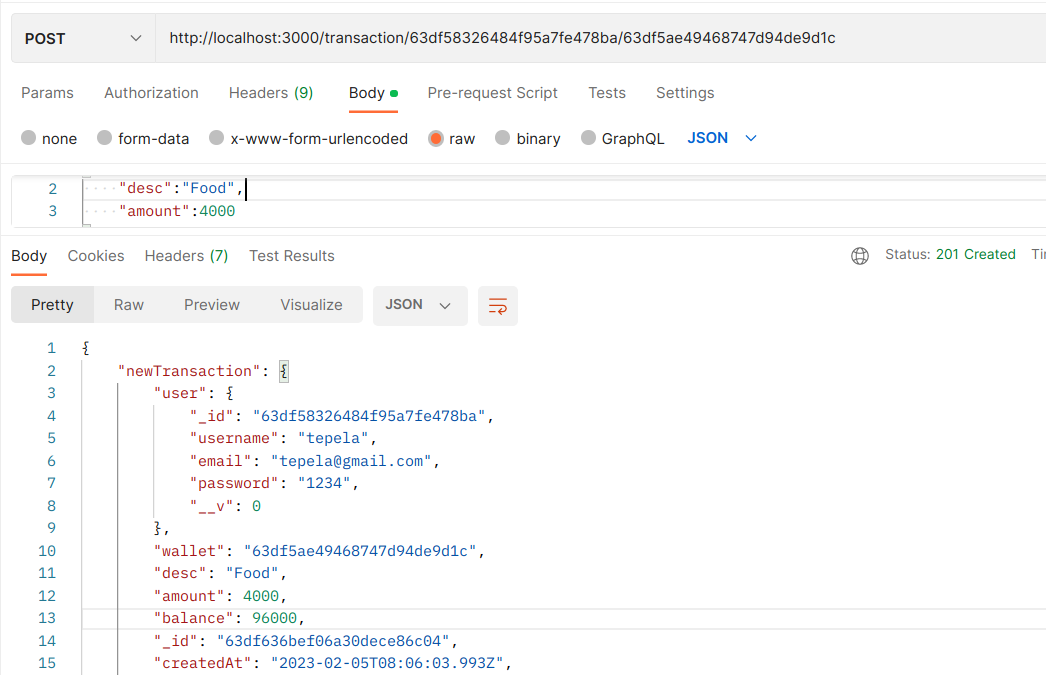 POST http://localhost:3000/transaction/63df58326484f95a7fe478ba/63df5ae49468747d94de9d1c
Params Authorization Headers (9) Body Pre-request Script Tests Settings
none form-data x-www-form-urlencoded raw binary GraphQL JSON
2 "desc":"Food",
3 "amount":4000
Body Cookies Headers (7) Test Results Status: 201 Created
Pretty Raw Preview Visualize JSON
1 {
2 "newTransaction": {
3 "user": {
4 "_id": "63df58326484f95a7fe478ba",
5 "username": "tepela",
6 "email": "tepela@gmail.com",
7 "password": "1234",
8 "__v": 0
9 },
10 "wallet": "63df5ae49468747d94de9d1c",
11 "desc": "Food",
12 "amount": 4000,
13 "balance": 96000,
14 "_id": "63df636bef06a30dece86c04",
15 "createdAt": "2023-02-05T08:06:03.993Z",